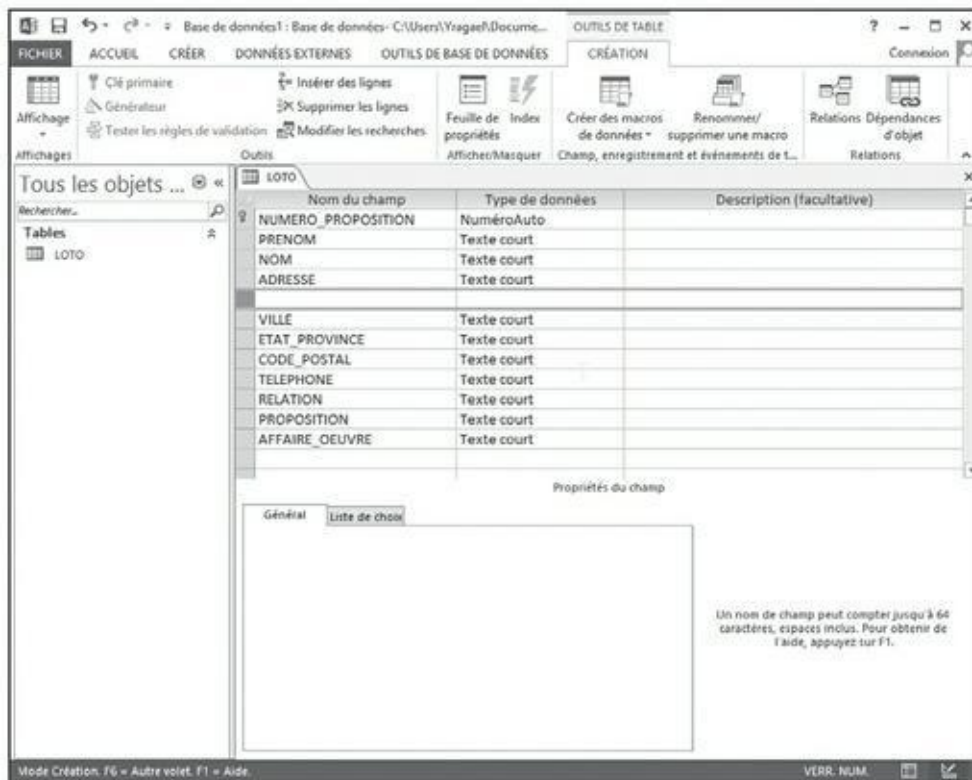 Base de données1 : Base de données- C:\Users\Yragael\Docume... OUTILS DE TABLE ?
FICHIER ACCUEIL CRÉER DONNÉES EXTERNES OUTILS DE BASE DE DONNÉES CRÉATION Connexion
Affichage
Clé primaire
Générateur
Tester les règles de validation
Insérer des lignes
Supprimer les lignes
Modifier les recherches
Feuille de propriétés
Index
Créer des macros de données
Renommer/ supprimer une macro
Relations
Dépendances d'objet
Affichages Outils Afficher/Masquer Champ, enregistrement et événements de t... Relations
Tous les objets ... «
Rechercher...
Tables
LOTO
LOTO
Nom du champ Type de données Description (facultative)
NUMERO_PROPOSITION NuméroAuto
PRENOM Texte court
NOM Texte court
ADRESSE Texte court
VILLE Texte court
ETAT_PROVINCE Texte court
CODE_POSTAL Texte court
TELEPHONE Texte court
RELATION Texte court
PROPOSITION Texte court
AFFAIRE_OEUVRE Texte court
Propriétés du champ
Général Liste de choix
Un nom de champ peut compter jusqu'à 64
caractères, espaces inclus. Pour obtenir de
l'aide, appuyez sur F1.
Mode Création. F6 = Autre volet. F1 = Aide. VERR. NUM.